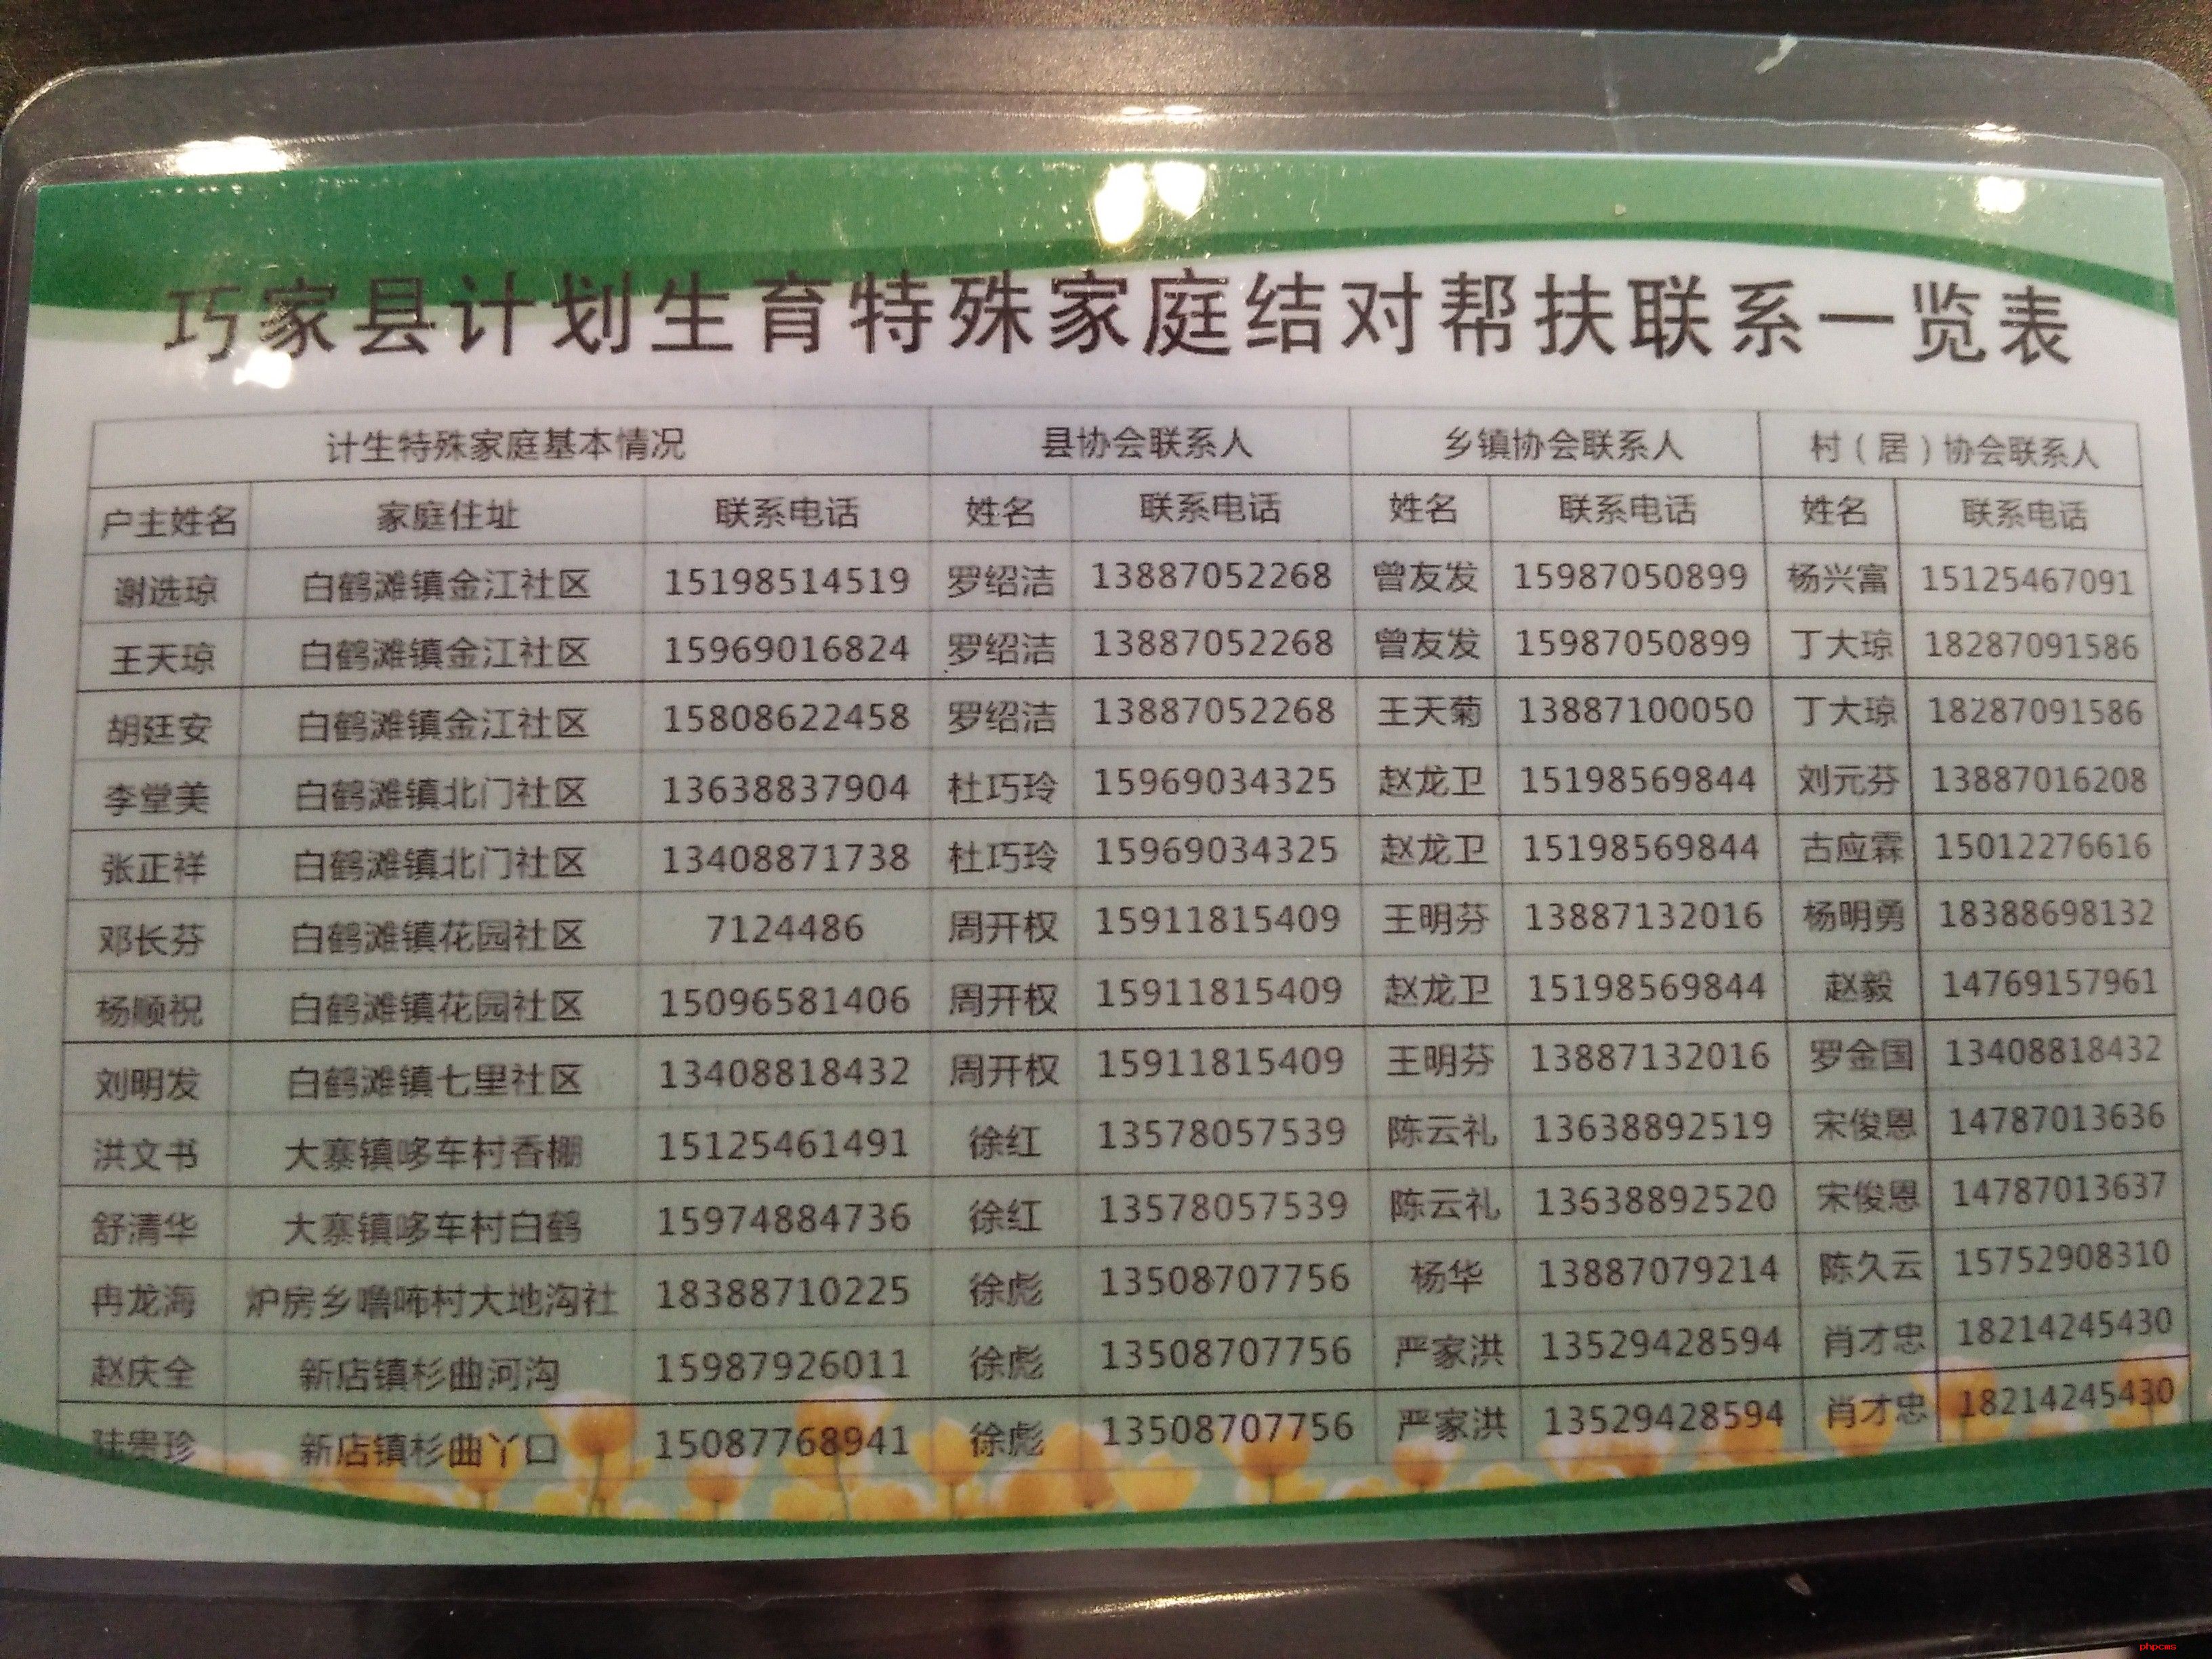 巧家县计划生育特殊家庭结对帮扶联系一览表
计生特殊家庭基本情况 县协会联系人 乡镇协会联系人 村（居）协会联系人
户主姓名 家庭住址 联系电话 姓名 联系电话 姓名 联系电话 姓名 联系电话
谢选琼 白鹤滩镇金江社区 15198514519 罗绍洁 13887052268 曾友发 15987050899 杨兴富 15125467091
王天琼 白鹤滩镇金江社区 15969016824 罗绍洁 13887052268 曾友发 15987050899 丁大琼 18287091586
胡廷安 白鹤滩镇金江社区 15808622458 罗绍洁 13887052268 王天菊 13887100050 丁大琼 18287091586
李堂美 白鹤滩镇北门社区 13638837904 杜巧玲 15969034325 赵龙卫 15198569844 刘元芬 13887016208
张正祥 白鹤滩镇北门社区 13408871738 杜巧玲 15969034325 赵龙卫 15198569844 古应霖 15012276616
邓长芬 白鹤滩镇花园社区 7124486 周开权 15911815409 王明芬 13887132016 杨明勇 18388698132
杨顺祝 白鹤滩镇花园社区 15096581406 周开权 15911815409 赵龙卫 15198569844 赵毅 14769157961
刘明发 白鹤滩镇七里社区 13408818432 周开权 15911815409 王明芬 13887132016 罗金国 13408818432
洪文书 大寨镇哆车村香棚 15125461491 徐红 13578057539 陈云礼 13638892519 宋俊恩 14787013636
舒清华 大寨镇哆车村白鹤 15974884736 徐红 13578057539 陈云礼 13638892520 宋俊恩 14787013637
冉龙海 炉房乡噜咘村大地沟社 18388710225 徐彪 13508707756 杨华 13887079214 陈久云 15752908310
赵庆全 新店镇杉曲河沟 15987926011 徐彪 13508707756 严家洪 13529428594 肖才忠 18214245430
陆贵珍 新店镇杉曲丫口 15087768941 徐彪 13508707756 严家洪 13529428594 肖才忠 18214245430
phpcms